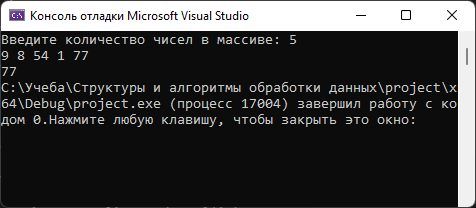 Консоль отладки Microsoft Visual Studio
Введите количество чисел в массиве: 5
9 8 54 1 77
77
C:\Учеба\Структуры и алгоритмы обработки данных\project\x
64\Debug\project.exe (процесс 17004) завершил работу с ко
дом 0.Нажмите любую клавишу, чтобы закрыть это окно: